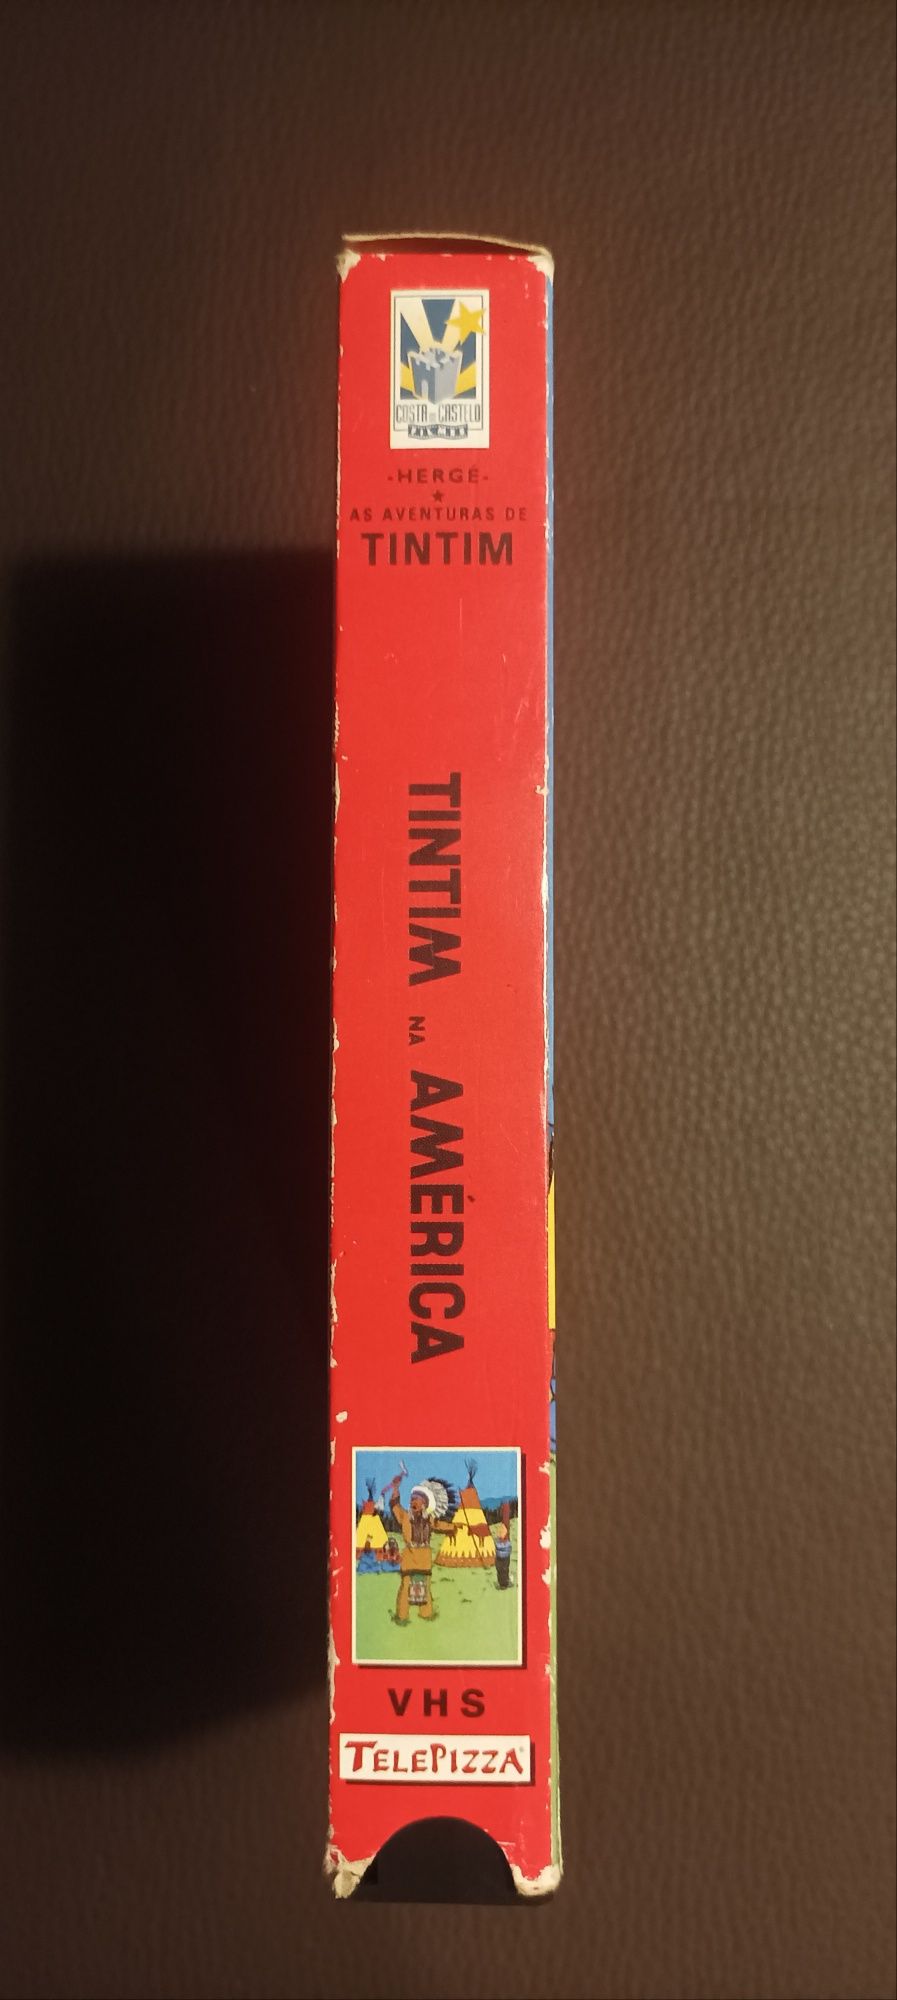 COSTA DO CASTELO
FILMES
-HERGÉ-
AS AVENTURAS DE
TINTIM
TINTIM NA AMÉRICA
VHS
TELEPIZZA®